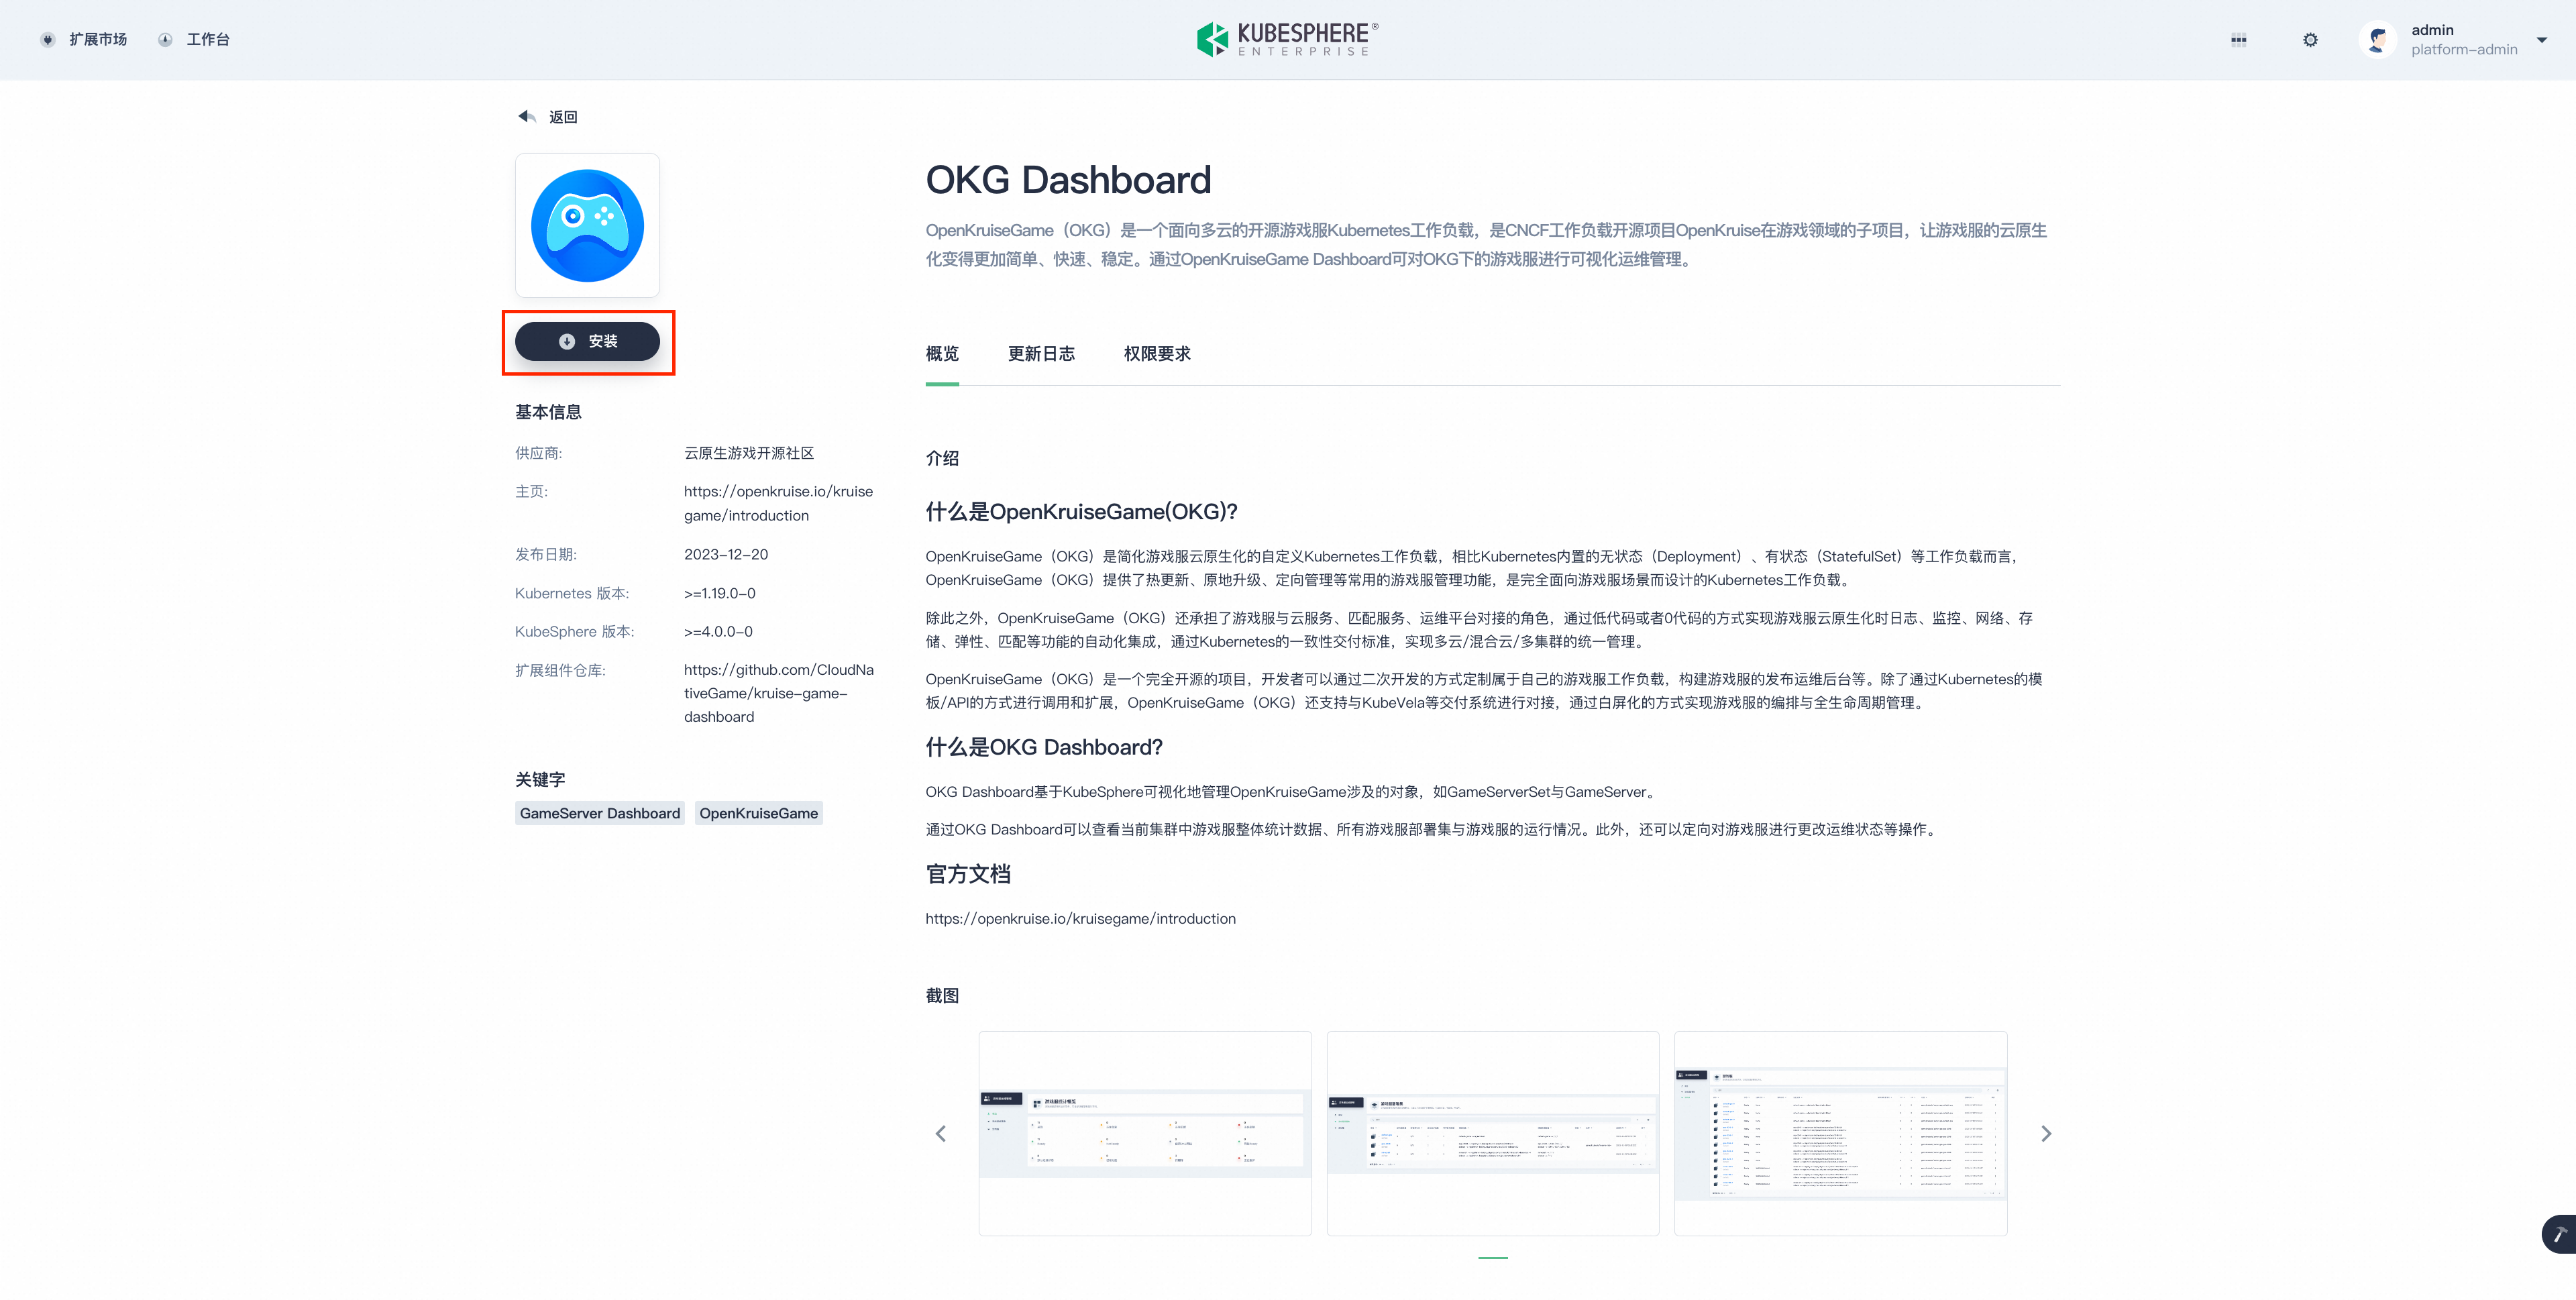 扩展市场
工作台
KUBESPHERE®
ENTERPRISE
admin
platform-admin
返回
安装
基本信息
供应商:
云原生游戏开源社区
主页:
https://openkruise.io/kruise
game/introduction
发布日期:
2023-12-20
Kubernetes 版本:
>=1.19.0-0
KubeSphere 版本:
>=4.0.0-0
扩展组件仓库:
https://github.com/CloudNa
tiveGame/kruise-game-
dashboard
关键字
GameServer Dashboard
OpenKruiseGame
OKG Dashboard
OpenKruiseGame（OKG）是一个面向多云的开源游戏服Kubernetes工作负载，是CNCF工作负载开源项目OpenKruise在游戏领域的子项目，让游戏服的云原生
化变得更加简单、快速、稳定。通过OpenKruiseGame Dashboard可对OKG下的游戏服进行可视化运维管理。
概览
更新日志
权限要求
介绍
什么是OpenKruiseGame(OKG)?
OpenKruiseGame（OKG）是简化游戏服云原生化的自定义Kubernetes工作负载，相比Kubernetes内置的无状态（Deployment）、有状态（StatefulSet）等工作负载而言，
OpenKruiseGame（OKG）提供了热更新、原地升级、定向管理等常用的游戏服管理功能，是完全面向游戏服场景而设计的Kubernetes工作负载。
除此之外，OpenKruiseGame（OKG）还承担了游戏服与云服务、匹配服务、运维平台对接的角色，通过低代码或者0代码的方式实现游戏服云原生化时日志、监控、网络、存
储、弹性、匹配等功能的自动化集成，通过Kubernetes的一致性交付标准，实现多云/混合云/多集群的统一管理。
OpenKruiseGame（OKG）是一个完全开源的项目，开发者可以通过二次开发的方式定制属于自己的游戏服工作负载，构建游戏服的发布运维后台等。除了通过Kubernetes的模
板/API的方式进行调用和扩展，OpenKruiseGame（OKG）还支持与KubeVela等交付系统进行对接，通过白屏化的方式实现游戏服的编排与全生命周期管理。
什么是OKG Dashboard?
OKG Dashboard基于KubeSphere可视化地管理OpenKruiseGame涉及的对象，如GameServerSet与GameServer。
通过OKG Dashboard可以查看当前集群中游戏服整体统计数据、所有游戏服部署集与游戏服的运行情况。此外，还可以定向对游戏服进行更改运维状态等操作。
官方文档
https://openkruise.io/kruisegame/introduction
截图